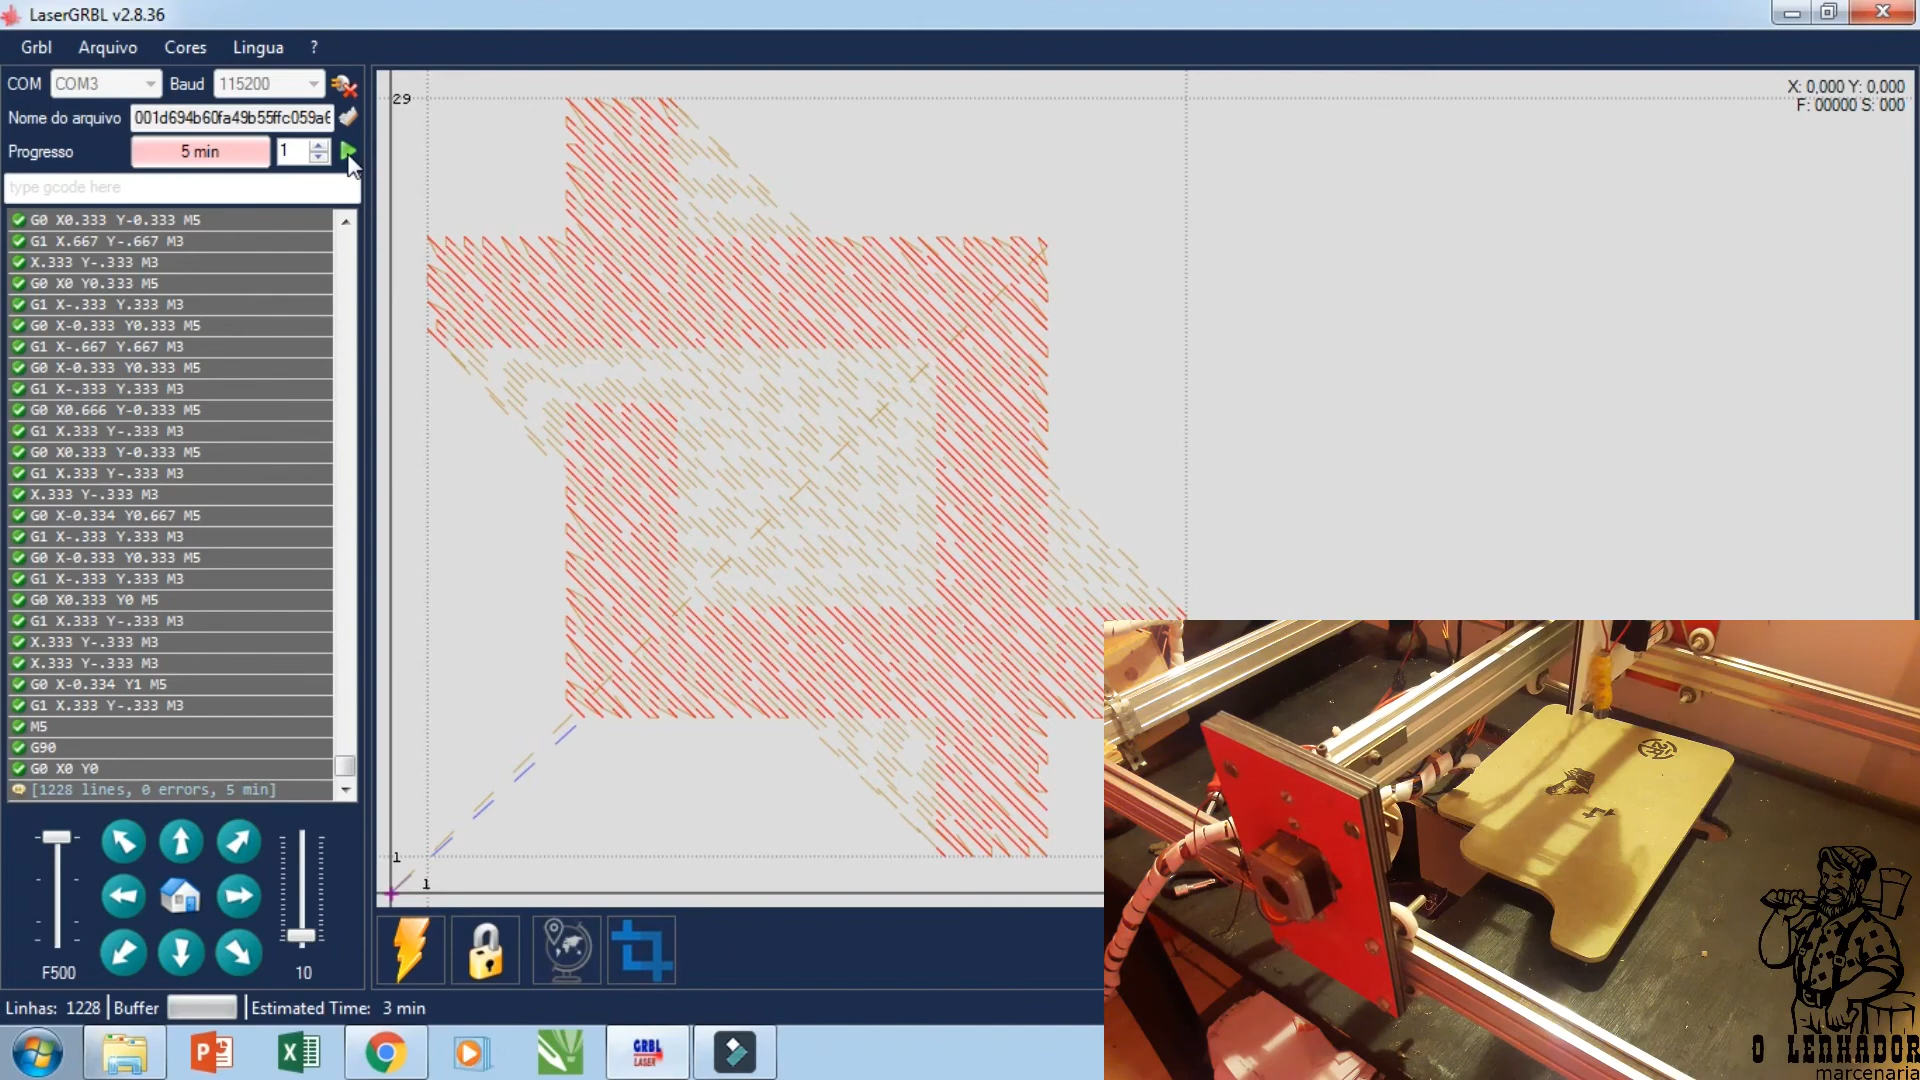 LaserGRBL v2.8.36
Grbl Arquivo Cores Lingua ?
COM COM3 Baud 115200
Nome do arquivo 001d694b60fa49b55ffc059a6
Progresso 5 min 1
type gcode here
G0 X0.333 Y-0.333 M5
G1 X.667 Y-.667 M3
X.333 Y-.333 M3
G0 X0 Y0.333 M5
G1 X-.333 Y.333 M3
G0 X-0.333 Y0.333 M5
G1 X-.667 Y.667 M3
G0 X-0.333 Y0.333 M5
G1 X-.333 Y.333 M3
G0 X0.666 Y-0.333 M5
G1 X.333 Y-.333 M3
G0 X0.333 Y-0.333 M5
G1 X.333 Y-.333 M3
X.333 Y-.333 M3
G0 X-0.334 Y0.667 M5
G1 X-.333 Y.333 M3
G0 X-0.333 Y0.333 M5
G1 X-.333 Y.333 M3
G0 X0.333 Y0 M5
G1 X.333 Y-.333 M3
X.333 Y-.333 M3
X.333 Y-.333 M3
G0 X-0.334 Y1 M5
G1 X.333 Y-.333 M3
M5
G90
G0 X0 Y0
[1228 lines, 0 errors, 5 min]
F500
10
Linhas: 1228 Buffer Estimated Time: 3 min
29
X: 0,000 Y: 0,000
F: 00000 S: 000
1
1
GRBL
LASER
O LENHADOR
marcenaria